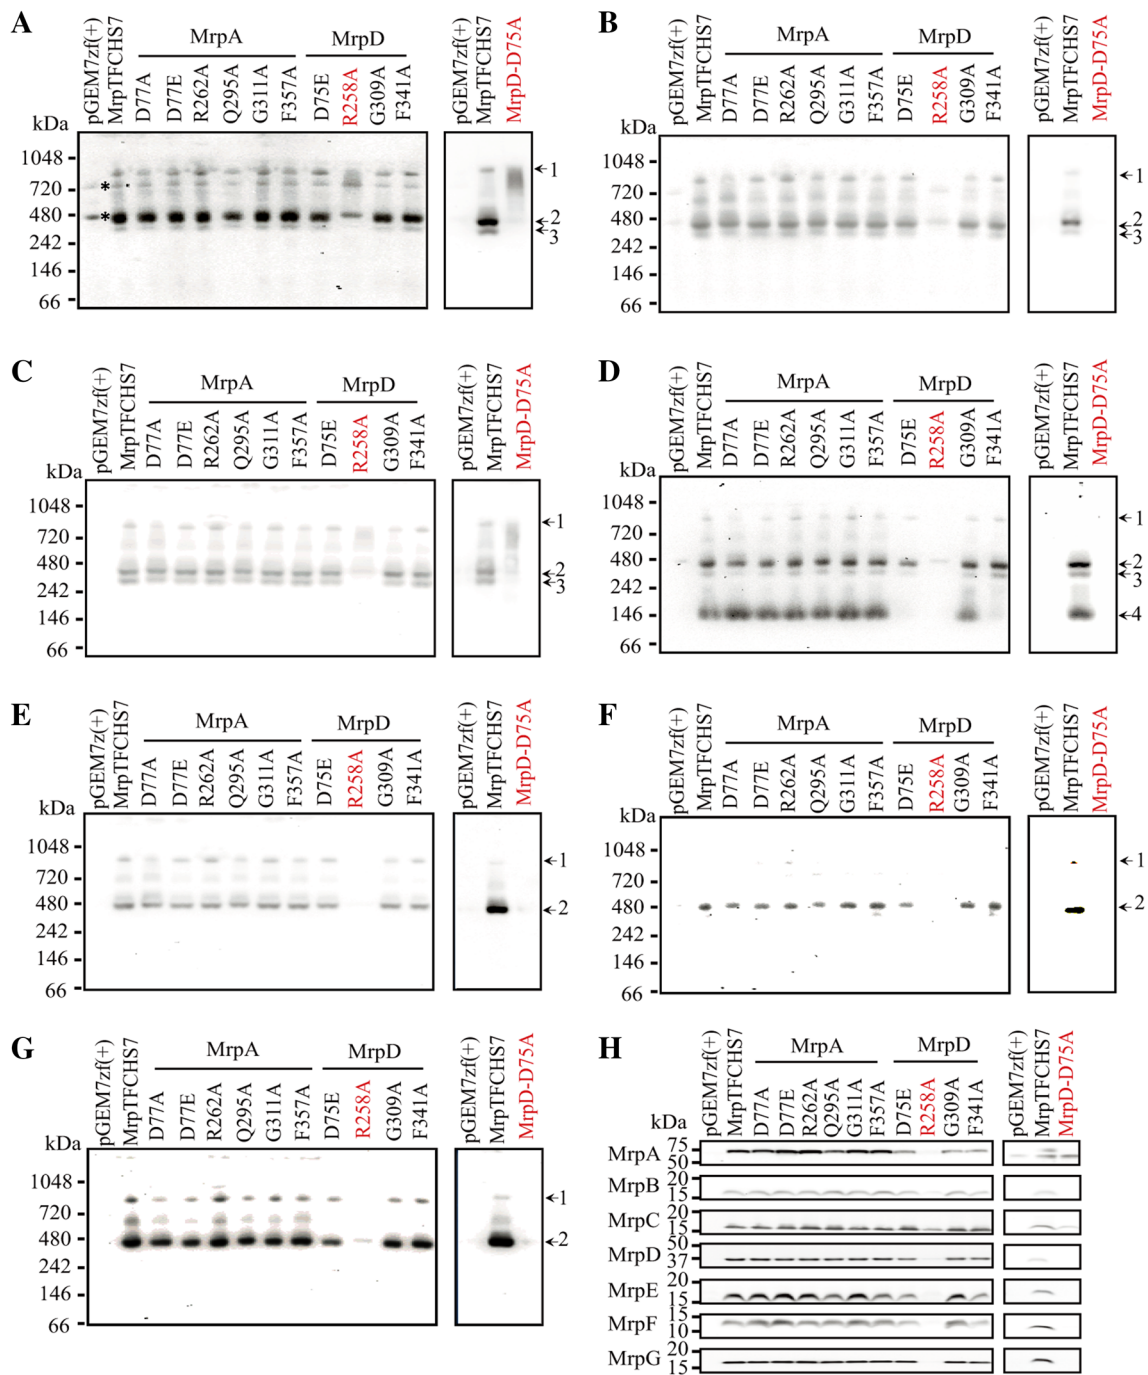 A
MrpA MrpD
pGEM7zf(+) MrpTFCHS7 D77A D77E R262A Q295A G311A F357A D75E R258A G309A F341A
pGEM7zf(+) MrpTFCHS7 MrpD-D75A
kDa
1048
720 *
480 *
242
146
66
1
2
3
B
MrpA MrpD
pGEM7zf(+) MrpTFCHS7 D77A D77E R262A Q295A G311A F357A D75E R258A G309A F341A
pGEM7zf(+) MrpTFCHS7 MrpD-D75A
kDa
1048
720
480
242
146
66
1
2
3
C
MrpA MrpD
pGEM7zf(+) MrpTFCHS7 D77A D77E R262A Q295A G311A F357A D75E R258A G309A F341A
pGEM7zf(+) MrpTFCHS7 MrpD-D75A
kDa
1048
720
480
242
146
66
1
2
3
D
MrpA MrpD
pGEM7zf(+) MrpTFCHS7 D77A D77E R262A Q295A G311A F357A D75E R258A G309A F341A
pGEM7zf(+) MrpTFCHS7 MrpD-D75A
kDa
1048
720
480
242
146
66
1
2
3
4
E
MrpA MrpD
pGEM7z(+) MrpTFCHS7 D77A D77E R262A Q295A G311A F357A D75E R258A G309A F341A
pGEM7zf(+) MrpTFCHS7 MrpD-D75A
kDa
1048
720
480
242
146
66
1
2
F
MrpA MrpD
pGEM7zf(+) MrpTFCHS7 D77A D77E R262A Q295A G311A F357A D75E R258A G309A F341A
pGEM7zf(+) MrpTFCHS7 MrpD-D75A
kDa
1048
720
480
242
146
66
1
2
G
MrpA MrpD
pGEM7zf(+) MrpTFCHS7 D77A D77E R262A Q295A G311A F357A D75E R258A G309A F341A
pGEM7zf(+) MrpTFCHS7 MrpD-D75A
kDa
1048
720
480
242
146
66
1
2
H
MrpA MrpD
pGEM7zf(+) MrpTFCHS7 D77A D77E R262A Q295A G311A F357A D75E R258A G309A F341A
pGEM7zf(+) MrpTFCHS7 MrpD-D75A
kDa
MrpA 75 50
MrpB 20 15
MrpC 20 15
MrpD 50 37
MrpE 20 15
MrpF 15 10
MrpG 20 15